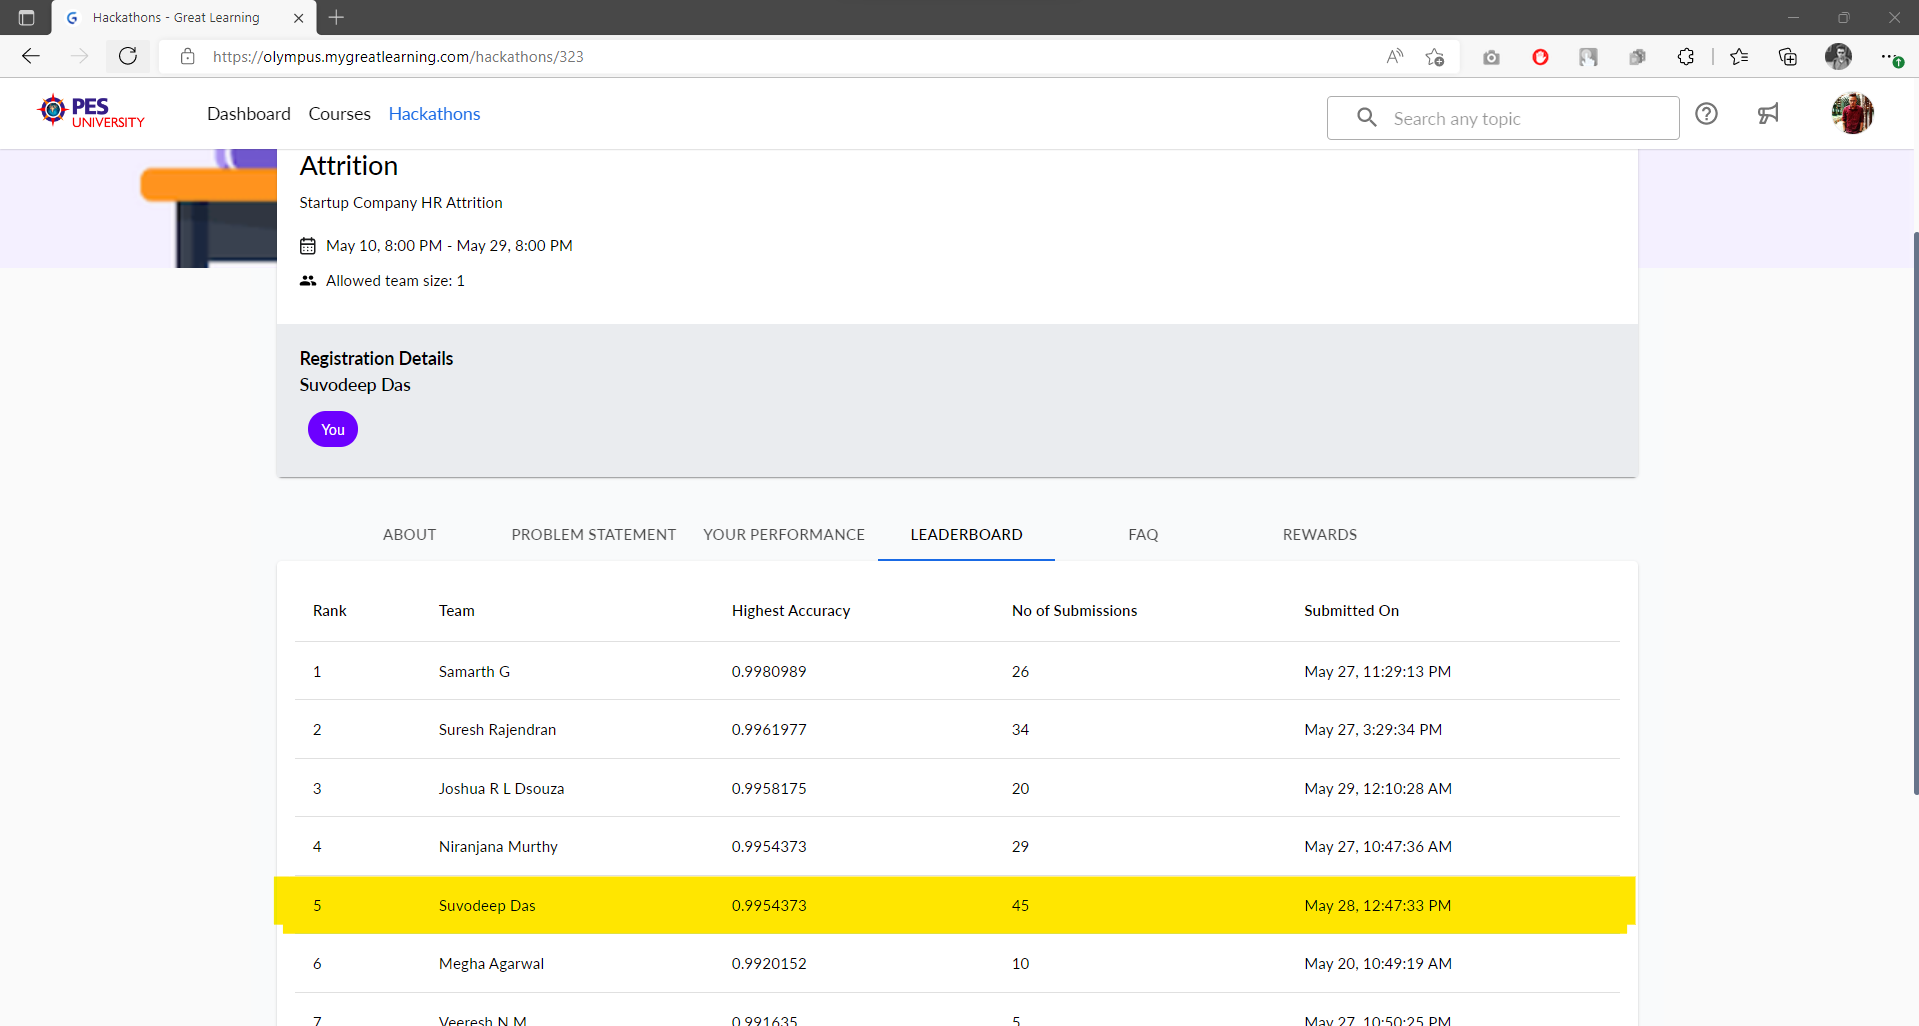 Hackathons - Great Learning
https://olympus.mygreatlearning.com/hackathons/323
PES
UNIVERSITY
Dashboard Courses Hackathons
Search any topic
Attrition
Startup Company HR Attrition
May 10, 8:00 PM - May 29, 8:00 PM
Allowed team size: 1
Registration Details
Suvodeep Das
You
ABOUT PROBLEM STATEMENT YOUR PERFORMANCE LEADERBOARD FAQ REWARDS
Rank Team Highest Accuracy No of Submissions Submitted On
1 Samarth G 0.9980989 26 May 27, 11:29:13 PM
2 Suresh Rajendran 0.9961977 34 May 27, 3:29:34 PM
3 Joshua R L Dsouza 0.9958175 20 May 29, 12:10:28 AM
4 Niranjana Murthy 0.9954373 29 May 27, 10:47:36 AM
5 Suvodeep Das 0.9954373 45 May 28, 12:47:33 PM
6 Megha Agarwal 0.9920152 10 May 20, 10:49:19 AM
7 Veeresh N M 0.991635 5 May 27, 10:50:25 PM